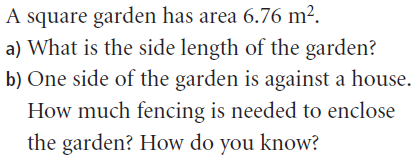 A square garden has area 6.76 m².
a) What is the side length of the garden?
b) One side of the garden is against a house.
How much fencing is needed to enclose
the garden? How do you know?